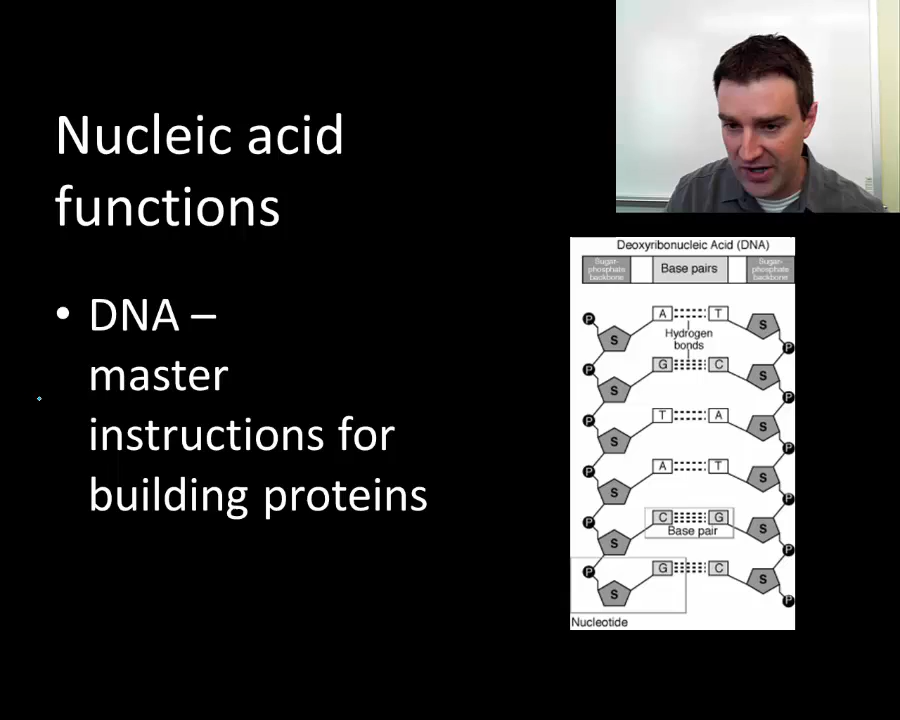 Nucleic acid
functions
• DNA –
master
instructions for
building proteins
Deoxyribonucleic Acid (DNA)
Sugar-
phosphate
backbone
Base pairs
Sugar-
phosphate
backbone
P S A T S P
Hydrogen
bonds
P S G C S P
P S T A S P
P S A T S P
P S C G S P
Base pair
P S G C S P
Nucleotide